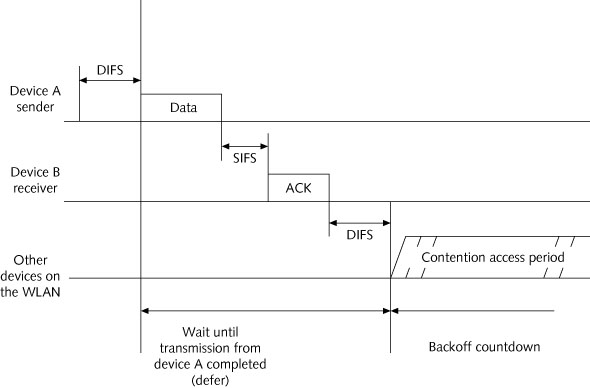 DIFS
Device A
sender
Data
SIFS
Device B
receiver
ACK
DIFS
Other
devices on
the WLAN
Contention access period
Wait until
transmission from
device A completed
(defer)
Backoff countdown